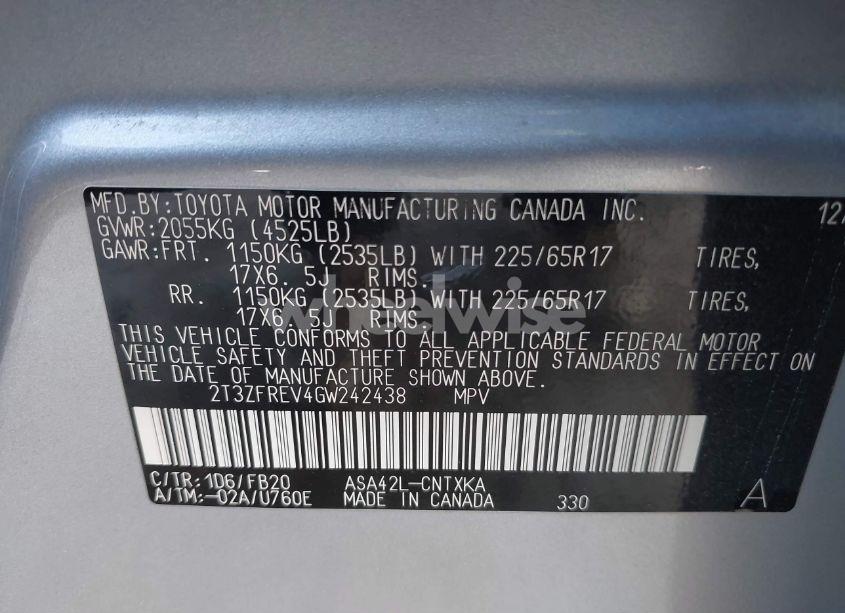 MFD.BY:TOYOTA MOTOR MANUFACTURING CANADA INC. 12/
GVWR:2055KG (4525LB)
GAWR:FRT. 1150KG (2535LB) WITH 225/65R17 TIRES,
17X6.5J RIMS.
RR. 1150KG (2535LB) WITH 225/65R17 TIRES,
17X6.5J RIMS.
wheelwise
THIS VEHICLE CONFORMS TO ALL APPLICABLE FEDERAL MOTOR
VEHICLE SAFETY AND THEFT PREVENTION STANDARDS IN EFFECT ON
THE DATE OF MANUFACTURE SHOWN ABOVE.
2T3ZFREV4GW242438 MPV
C/TR:1D6/FB20 ASA42L-CNTXKA
A/TM:-02A/U760E MADE IN CANADA 330 A